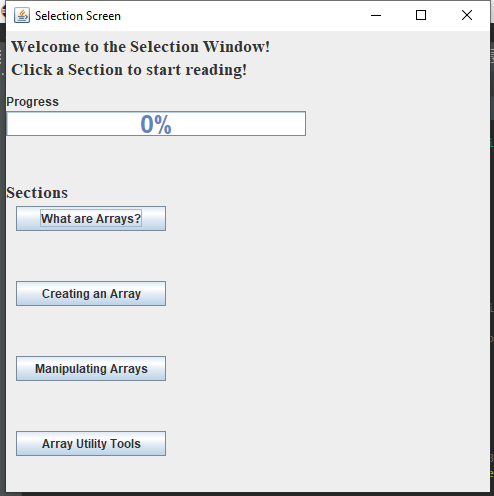 Selection Screen
Welcome to the Selection Window!
Click a Section to start reading!
Progress
0%
Sections
What are Arrays?
Creating an Array
Manipulating Arrays
Array Utility Tools